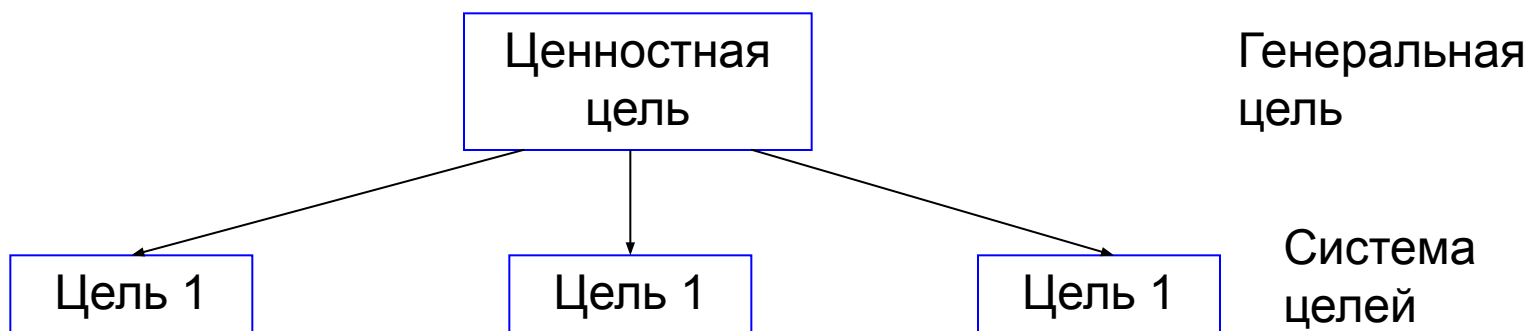 Ценностная
цель
Генеральная
цель
Цель 1
Цель 1
Цель 1
Система
целей